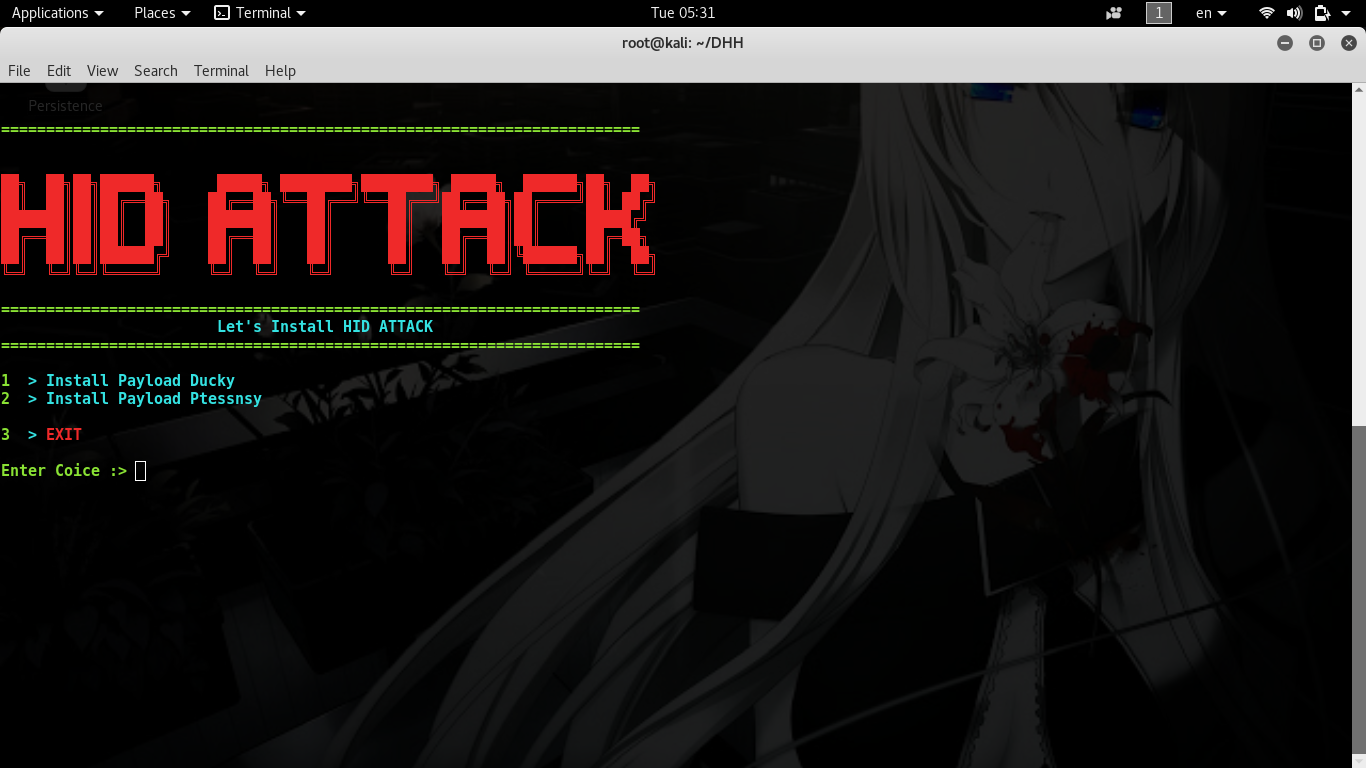 Applications Places Terminal Tue 05:31 1 en
root@kali: ~/DHH
File Edit View Search Terminal Help
Persistence
=======================================================================
HID ATTACK
=======================================================================
Let's Install HID ATTACK
=======================================================================
1 > Install Payload Ducky
2 > Install Payload Ptessnsy
3 > EXIT
Enter Coice :>